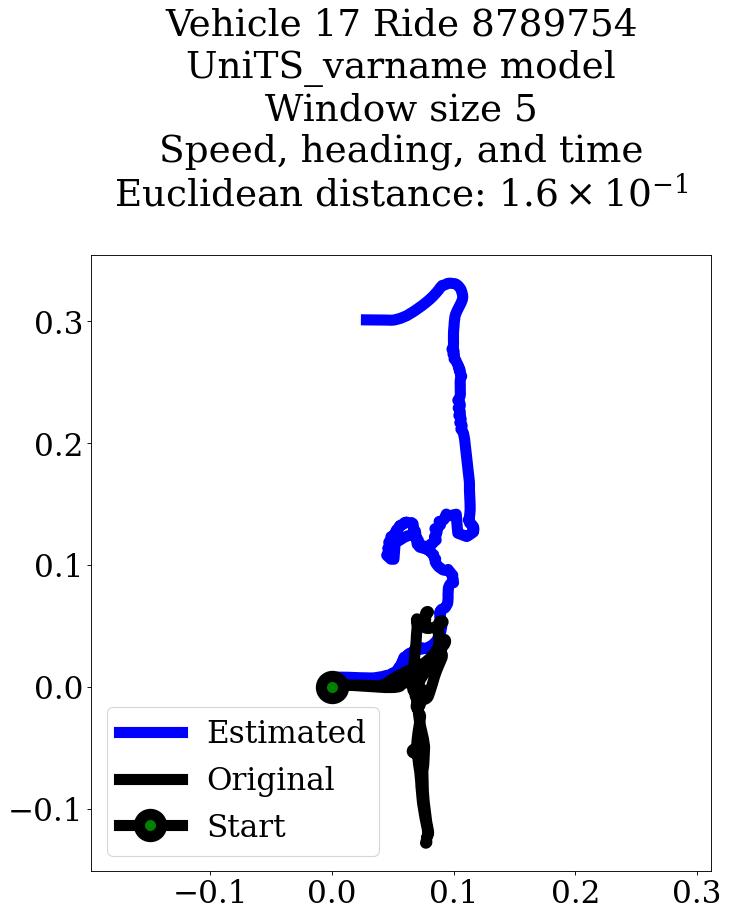 Vehicle 17 Ride 8789754
UniTS_varname model
Window size 5
Speed, heading, and time
Euclidean distance: 1.6 × 10⁻¹
0.3
0.2
0.1
0.0
−0.1
Estimated
Original
Start
−0.1 0.0 0.1 0.2 0.3